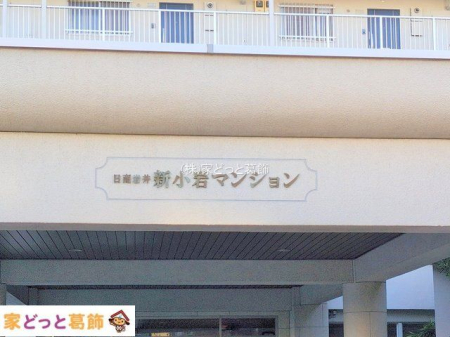 (株)家どっと葛飾
日商岩井 新小岩マンション
家どっと葛飾